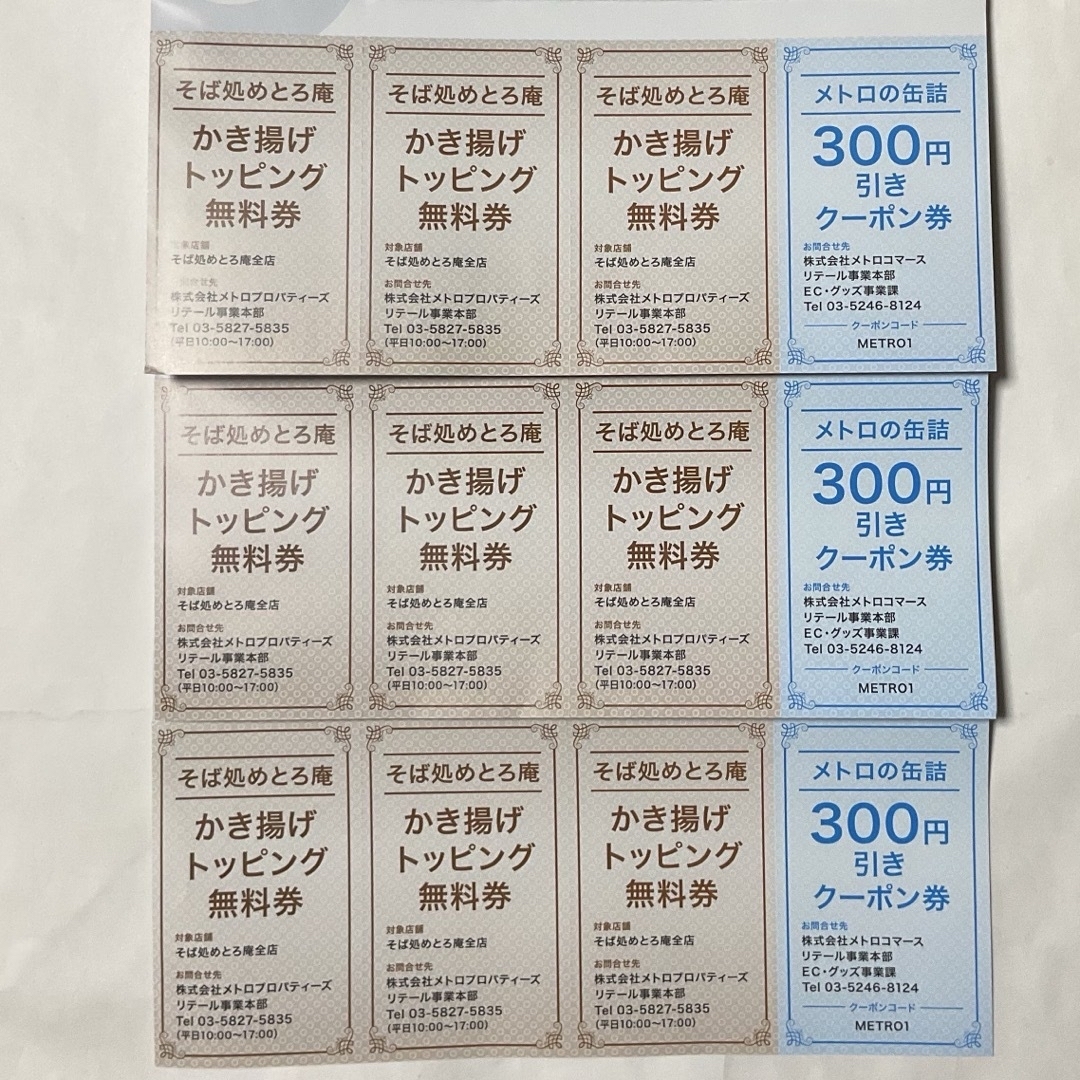 そば処めとろ庵
かき揚げ
トッピング
無料券
対象店舗
そば処めとろ庵全店
お問合せ先
株式会社メトロプロパティーズ
リテール事業本部
Tel 03-5827-5835
(平日10:00〜17:00)
そば処めとろ庵
かき揚げ
トッピング
無料券
対象店舗
そば処めとろ庵全店
お問合せ先
株式会社メトロプロパティーズ
リテール事業本部
Tel 03-5827-5835
(平日10:00〜17:00)
そば処めとろ庵
かき揚げ
トッピング
無料券
対象店舗
そば処めとろ庵全店
お問合せ先
株式会社メトロプロパティーズ
リテール事業本部
Tel 03-5827-5835
(平日10:00〜17:00)
メトロの缶詰
300円
引き
クーポン券
お問合せ先
株式会社メトロコマース
リテール事業本部
EC・グッズ事業課
Tel 03-5246-8124
クーポンコード
METRO1
そば処めとろ庵
かき揚げ
トッピング
無料券
対象店舗
そば処めとろ庵全店
お問合せ先
株式会社メトロプロパティーズ
リテール事業本部
Tel 03-5827-5835
(平日10:00〜17:00)
そば処めとろ庵
かき揚げ
トッピング
無料券
対象店舗
そば処めとろ庵全店
お問合せ先
株式会社メトロプロパティーズ
リテール事業本部
Tel 03-5827-5835
(平日10:00〜17:00)
そば処めとろ庵
かき揚げ
トッピング
無料券
対象店舗
そば処めとろ庵全店
お問合せ先
株式会社メトロプロパティーズ
リテール事業本部
Tel 03-5827-5835
(平日10:00〜17:00)
メトロの缶詰
300円
引き
クーポン券
お問合せ先
株式会社メトロコマース
リテール事業本部
EC・グッズ事業課
Tel 03-5246-8124
クーポンコード
METRO1
そば処めとろ庵
かき揚げ
トッピング
無料券
対象店舗
そば処めとろ庵全店
お問合せ先
株式会社メトロプロパティーズ
リテール事業本部
Tel 03-5827-5835
(平日10:00〜17:00)
そば処めとろ庵
かき揚げ
トッピング
無料券
対象店舗
そば処めとろ庵全店
お問合せ先
株式会社メトロプロパティーズ
リテール事業本部
Tel 03-5827-5835
(平日10:00〜17:00)
そば処めとろ庵
かき揚げ
トッピング
無料券
対象店舗
そば処めとろ庵全店
お問合せ先
株式会社メトロプロパティーズ
リテール事業本部
Tel 03-5827-5835
(平日10:00〜17:00)
メトロの缶詰
300円
引き
クーポン券
お問合せ先
株式会社メトロコマース
リテール事業本部
EC・グッズ事業課
Tel 03-5246-8124
クーポンコード
METRO1